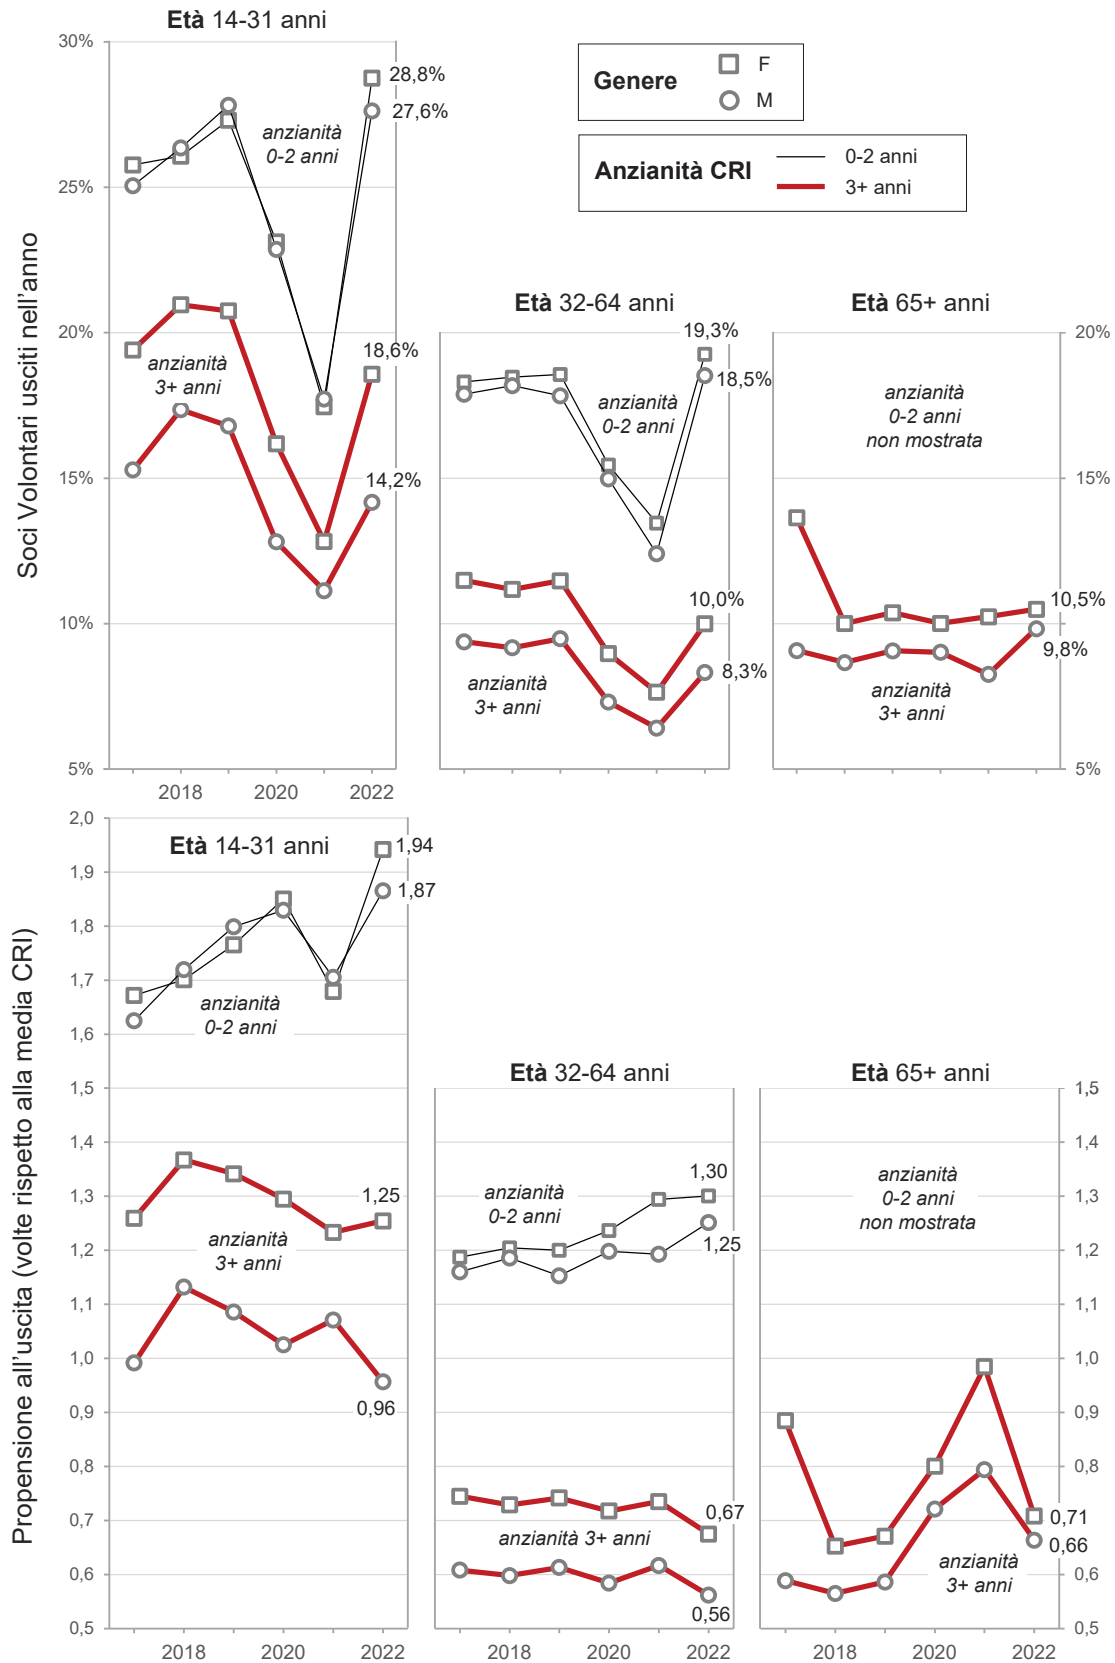 Età 14-31 anni
30%
25%
20%
15%
10%
5%
Soci Volontari usciti nell'anno
28,8%
27,6%
anzianità
0-2 anni
anzianità
3+ anni
18,6%
14,2%
2018
2020
2022
Genere
F
M
Anzianità CRI
0-2 anni
3+ anni
Età 32-64 anni
19,3%
18,5%
anzianità
0-2 anni
10,0%
8,3%
anzianità
3+ anni
Età 65+ anni
anzianità
0-2 anni
non mostrata
10,5%
9,8%
anzianità
3+ anni
20%
15%
10%
5%
2,0
1,9
1,8
1,7
1,6
1,5
1,4
1,3
1,2
1,1
1,0
0,9
0,8
0,7
0,6
0,5
Propensione all'uscita (volte rispetto alla media CRI)
Età 14-31 anni
1,94
1,87
anzianità
0-2 anni
1,25
anzianità
3+ anni
0,96
2018
2020
2022
Età 32-64 anni
1,30
anzianità
0-2 anni
1,25
0,67
anzianità 3+ anni
0,56
2018
2020
2022
Età 65+ anni
anzianità
0-2 anni
non mostrata
0,71
0,66
anzianità
3+ anni
2018
2020
2022
1,5
1,4
1,3
1,2
1,1
1,0
0,9
0,8
0,7
0,6
0,5